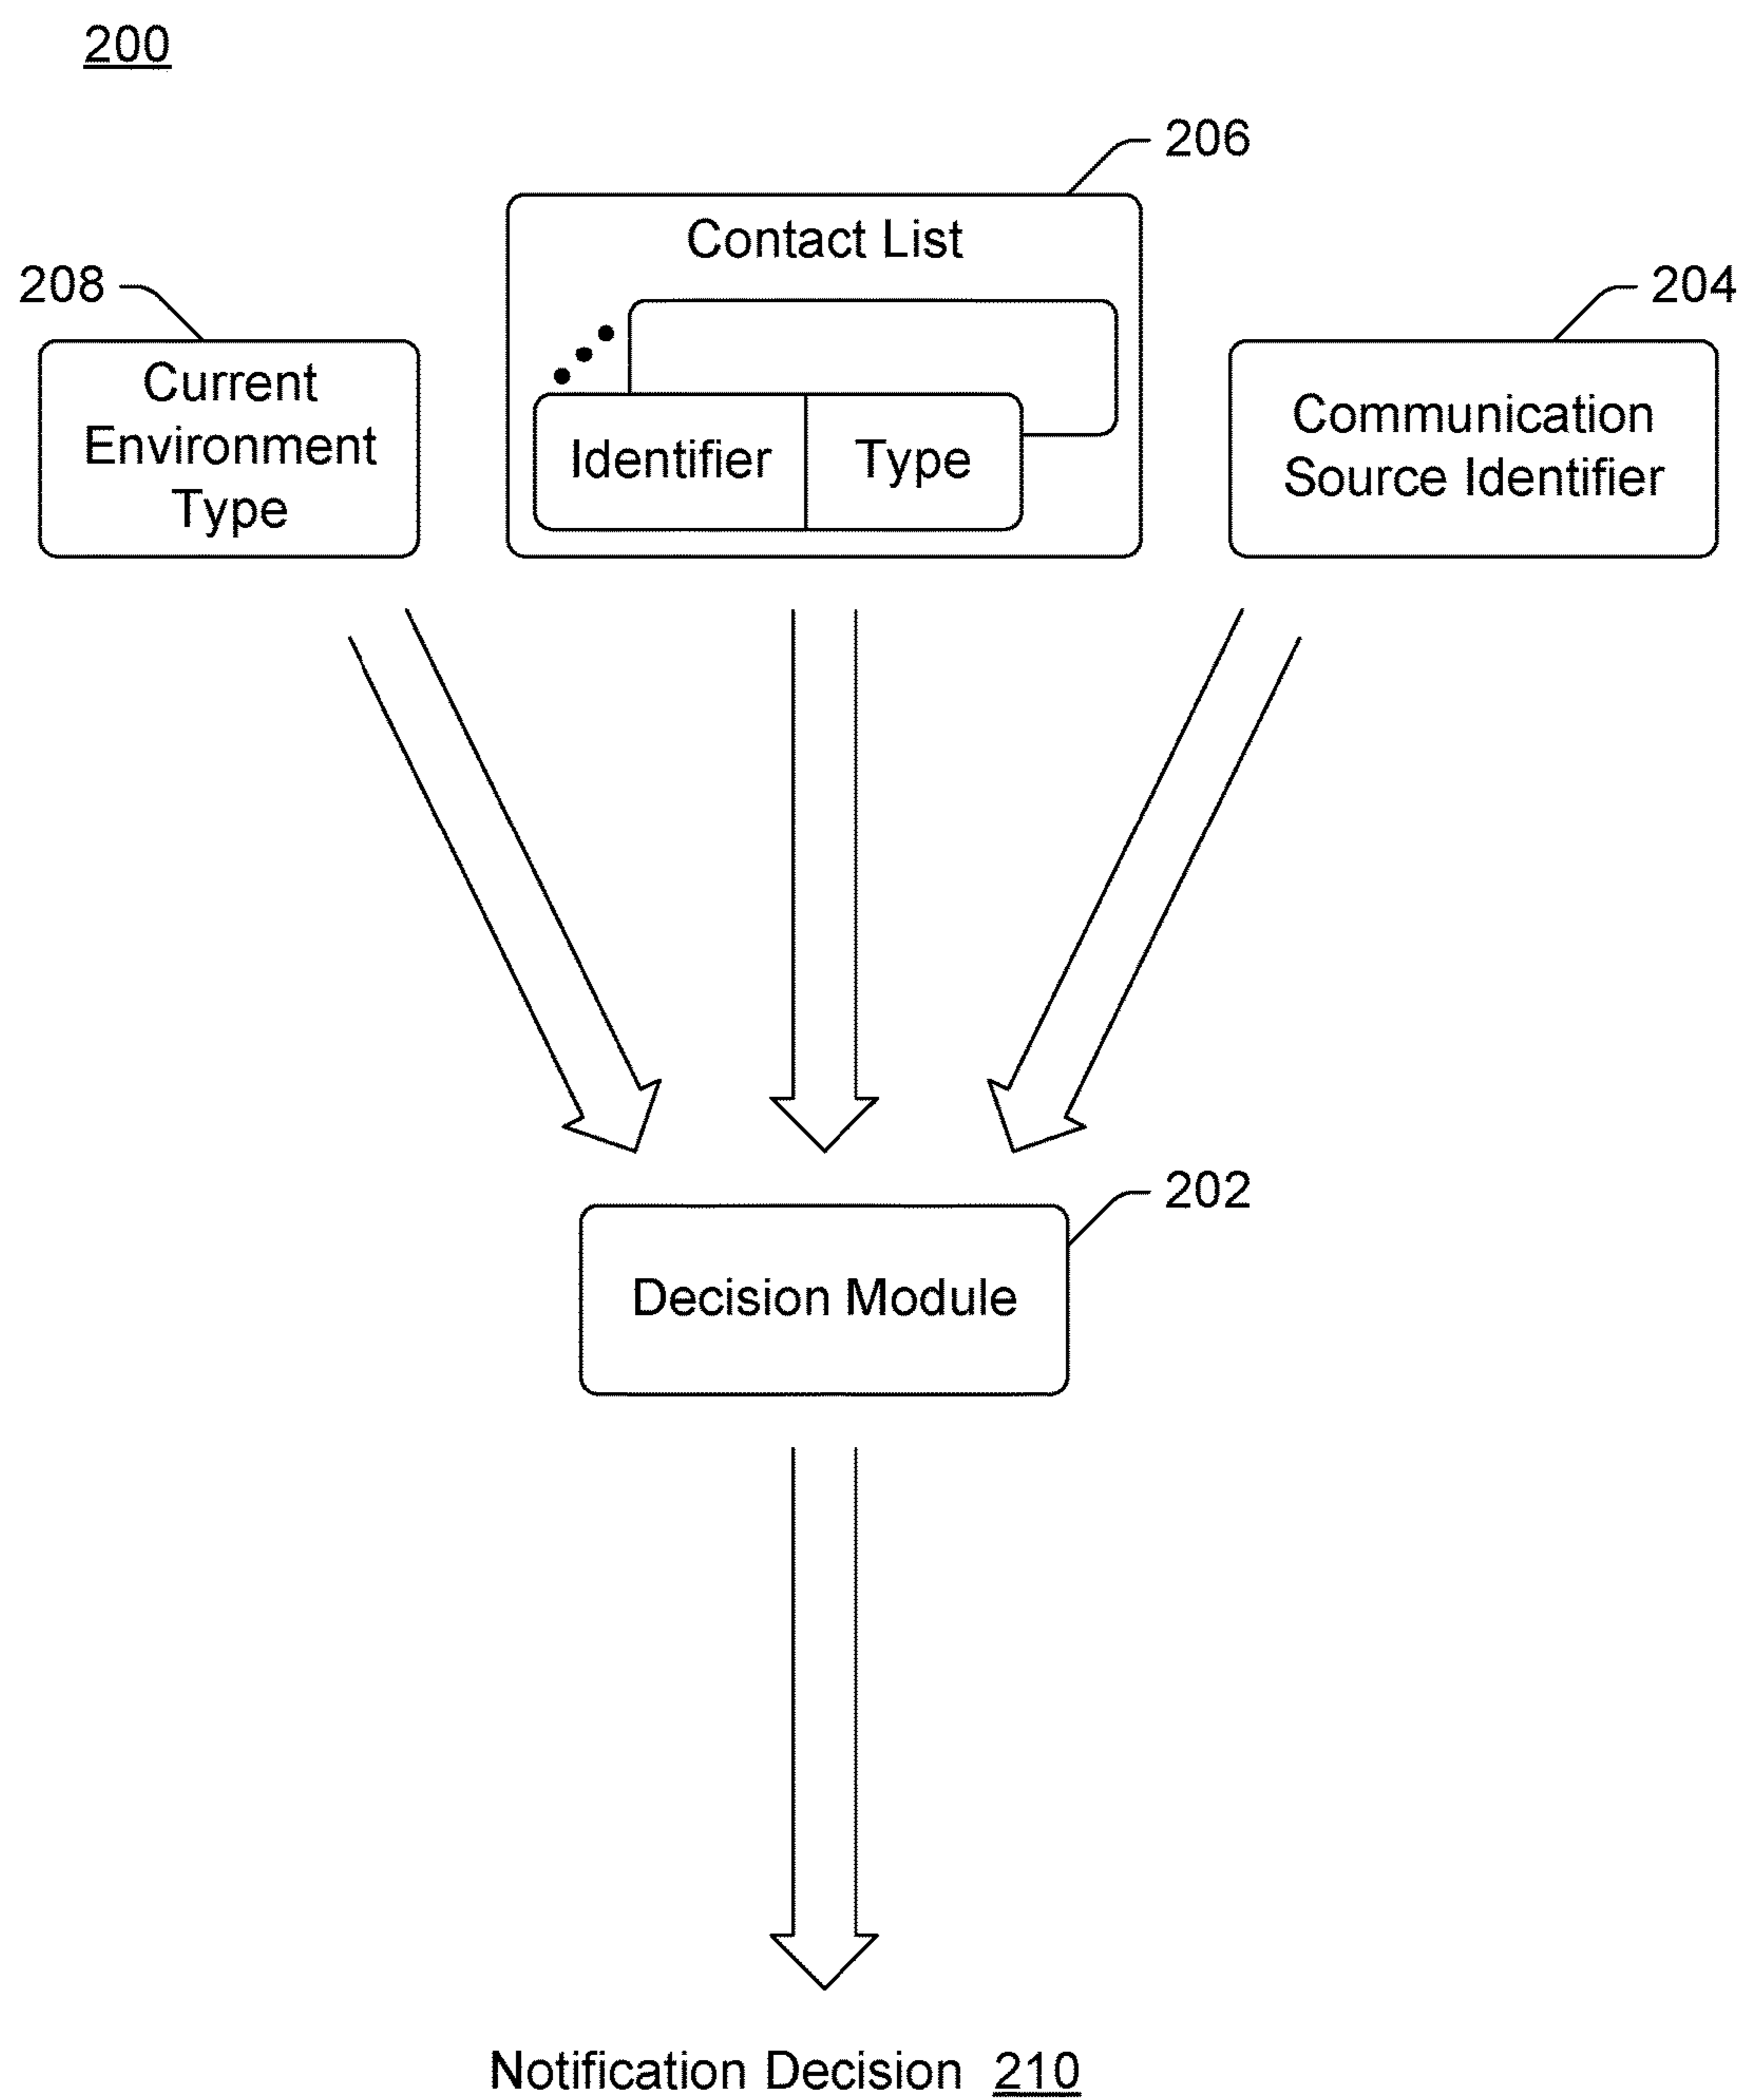 200
206
Contact List
208
204
Current
Environment
Type
Identifier
Type
Communication
Source Identifier
202
Decision Module
Notification Decision 210